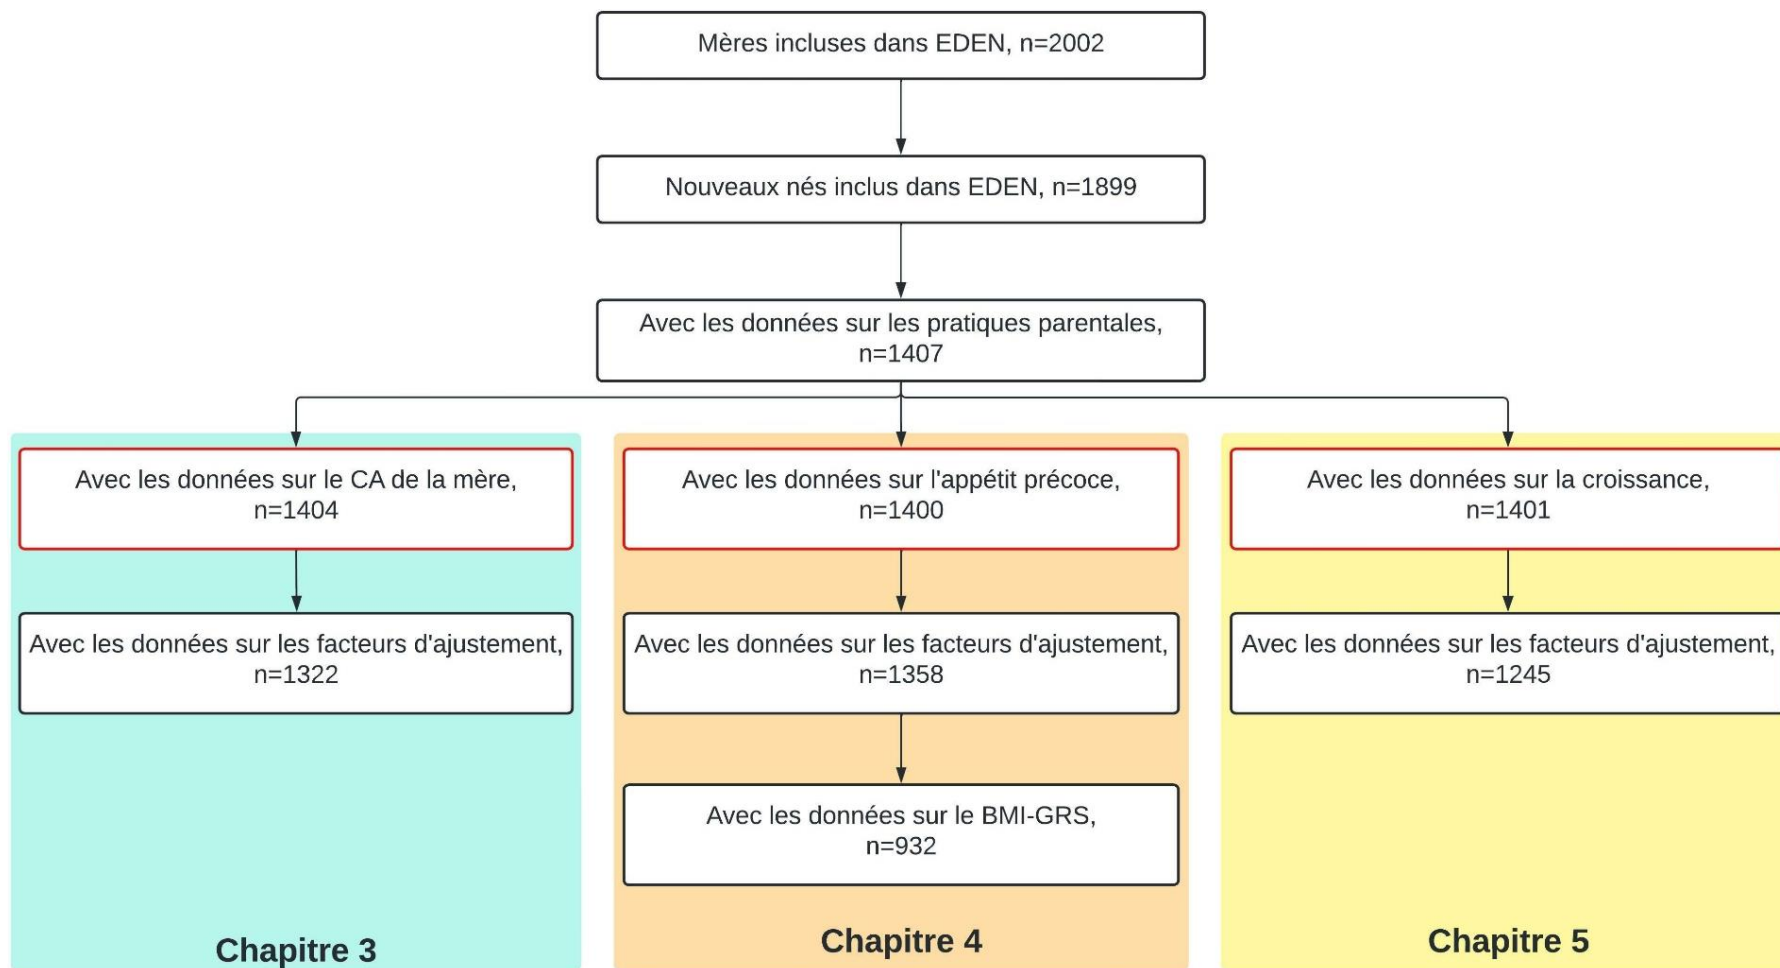 Mères incluses dans EDEN, n=2002
Nouveaux nés inclus dans EDEN, n=1899
Avec les données sur les pratiques parentales,
n=1407
Avec les données sur le CA de la mère,
n=1404
Avec les données sur les facteurs d'ajustement,
n=1322
Chapitre 3
Avec les données sur l'appétit précoce,
n=1400
Avec les données sur les facteurs d'ajustement,
n=1358
Avec les données sur le BMI-GRS,
n=932
Chapitre 4
Avec les données sur la croissance,
n=1401
Avec les données sur les facteurs d'ajustement,
n=1245
Chapitre 5